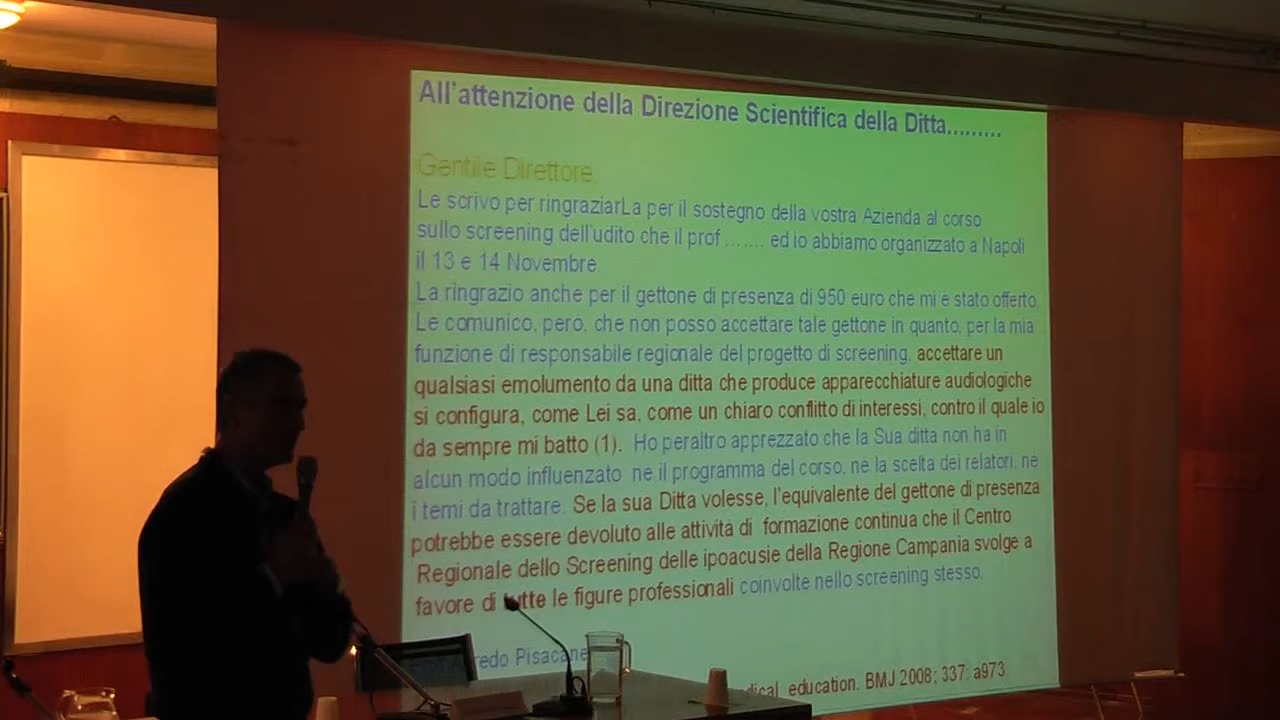 All'attenzione della Direzione Scientifica della Ditta.........
Gentile Direttore,
Le scrivo per ringraziarLa per il sostegno della vostra Azienda al corso
sullo screening dell'udito che il prof ....... ed io abbiamo organizzato a Napoli
il 13 e 14 Novembre.
La ringrazio anche per il gettone di presenza di 950 euro che mi è stato offerto.
Le comunico, però, che non posso accettare tale gettone in quanto, per la mia
funzione di responsabile regionale del progetto di screening, accettare un
qualsiasi emolumento da una ditta che produce apparecchiature audiologiche
si configura, come Lei sa, come un chiaro conflitto di interessi, contro il quale io
da sempre mi batto (1). Ho peraltro apprezzato che la Sua ditta non ha in
alcun modo influenzato né il programma del corso, né la scelta dei relatori, né
i temi da trattare. Se la sua Ditta volesse, l'equivalente del gettone di presenza
potrebbe essere devoluto alle attività di formazione continua che il Centro
Regionale dello Screening delle ipoacusie della Regione Campania svolge a
favore di tutte le figure professionali coinvolte nello screening stesso.
redo Pisacane
dical education. BMJ 2008; 337: a973